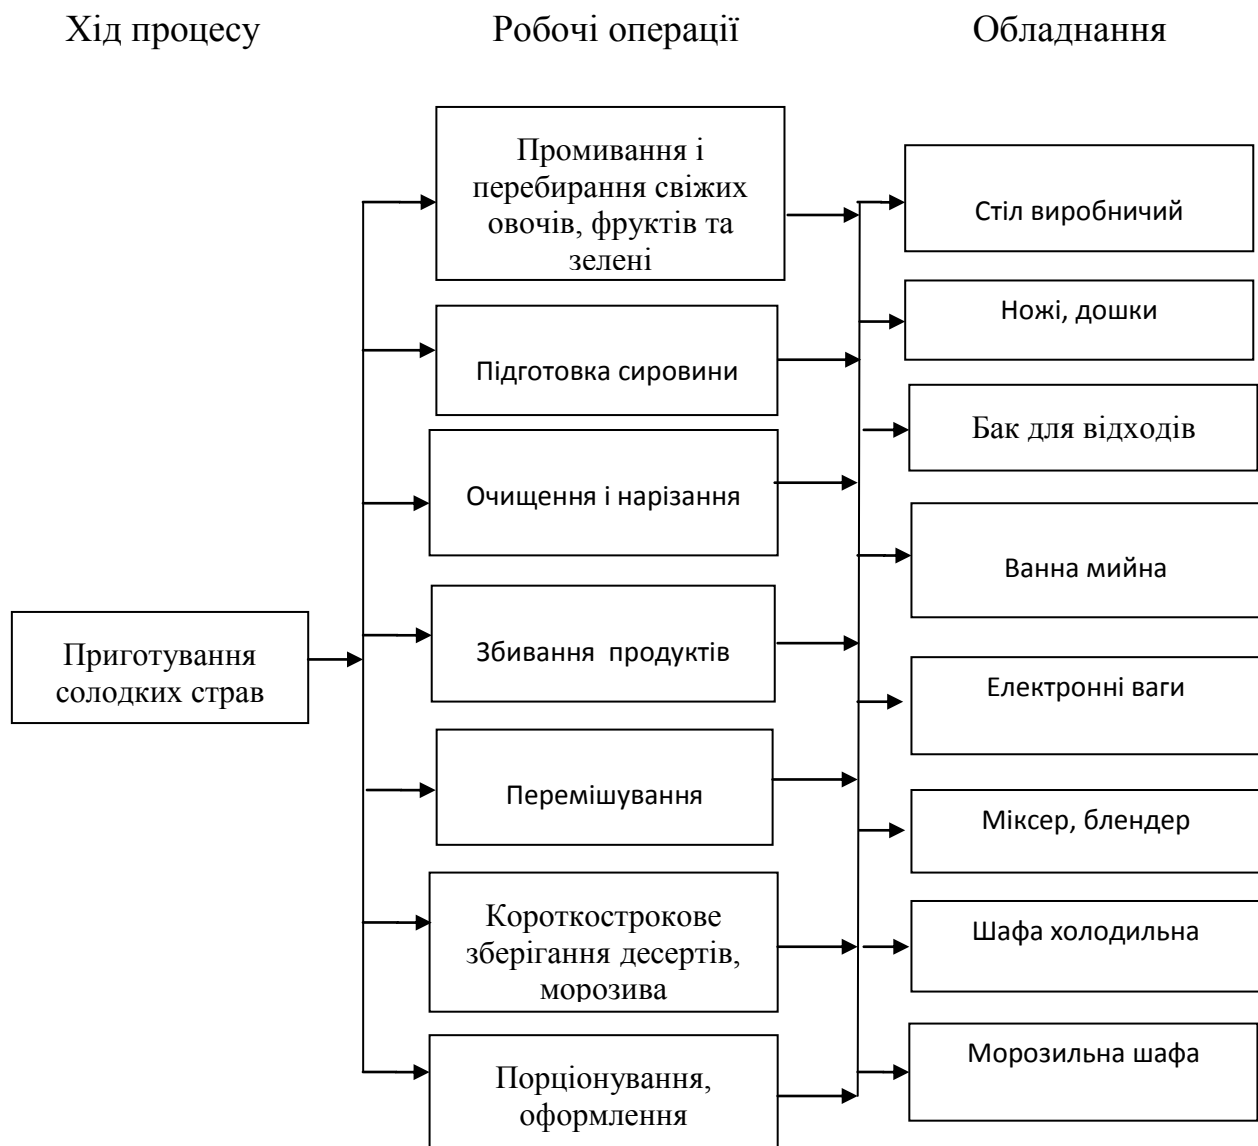 Хід процесу
Робочі операції
Обладнання
Приготування
солодких страв
Промивання і
перебирання свіжих
овочів, фруктів та
зелені
Підготовка сировини
Очищення і нарізання
Збивання продуктів
Перемішування
Короткострокове
зберігання десертів,
морозива
Порціонування,
оформлення
Стіл виробничий
Ножі, дошки
Бак для відходів
Ванна мийна
Електронні ваги
Міксер, блендер
Шафа холодильна
Морозильна шафа